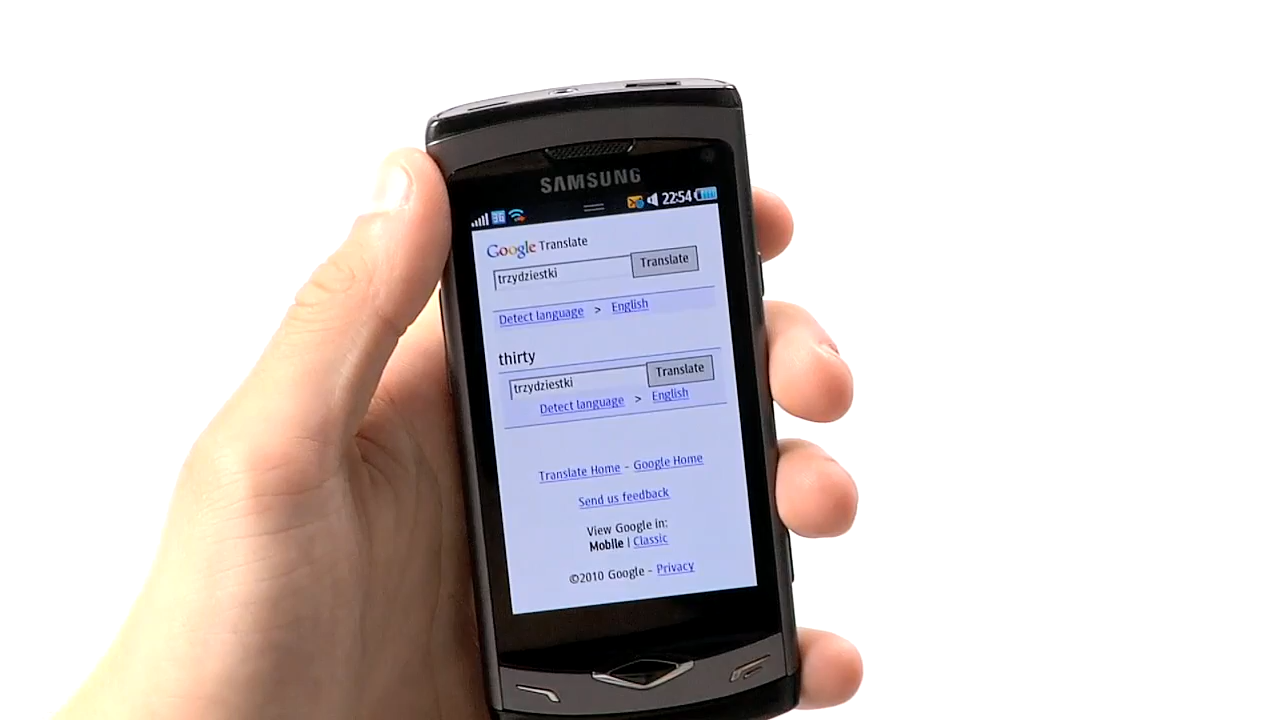 SAMSUNG
3G 22:54
Google Translate
trzydziestki Translate
Detect language > English
thirty
trzydziestki Translate
Detect language > English
Translate Home - Google Home
Send us feedback
View Google in:
Mobile | Classic
©2010 Google - Privacy